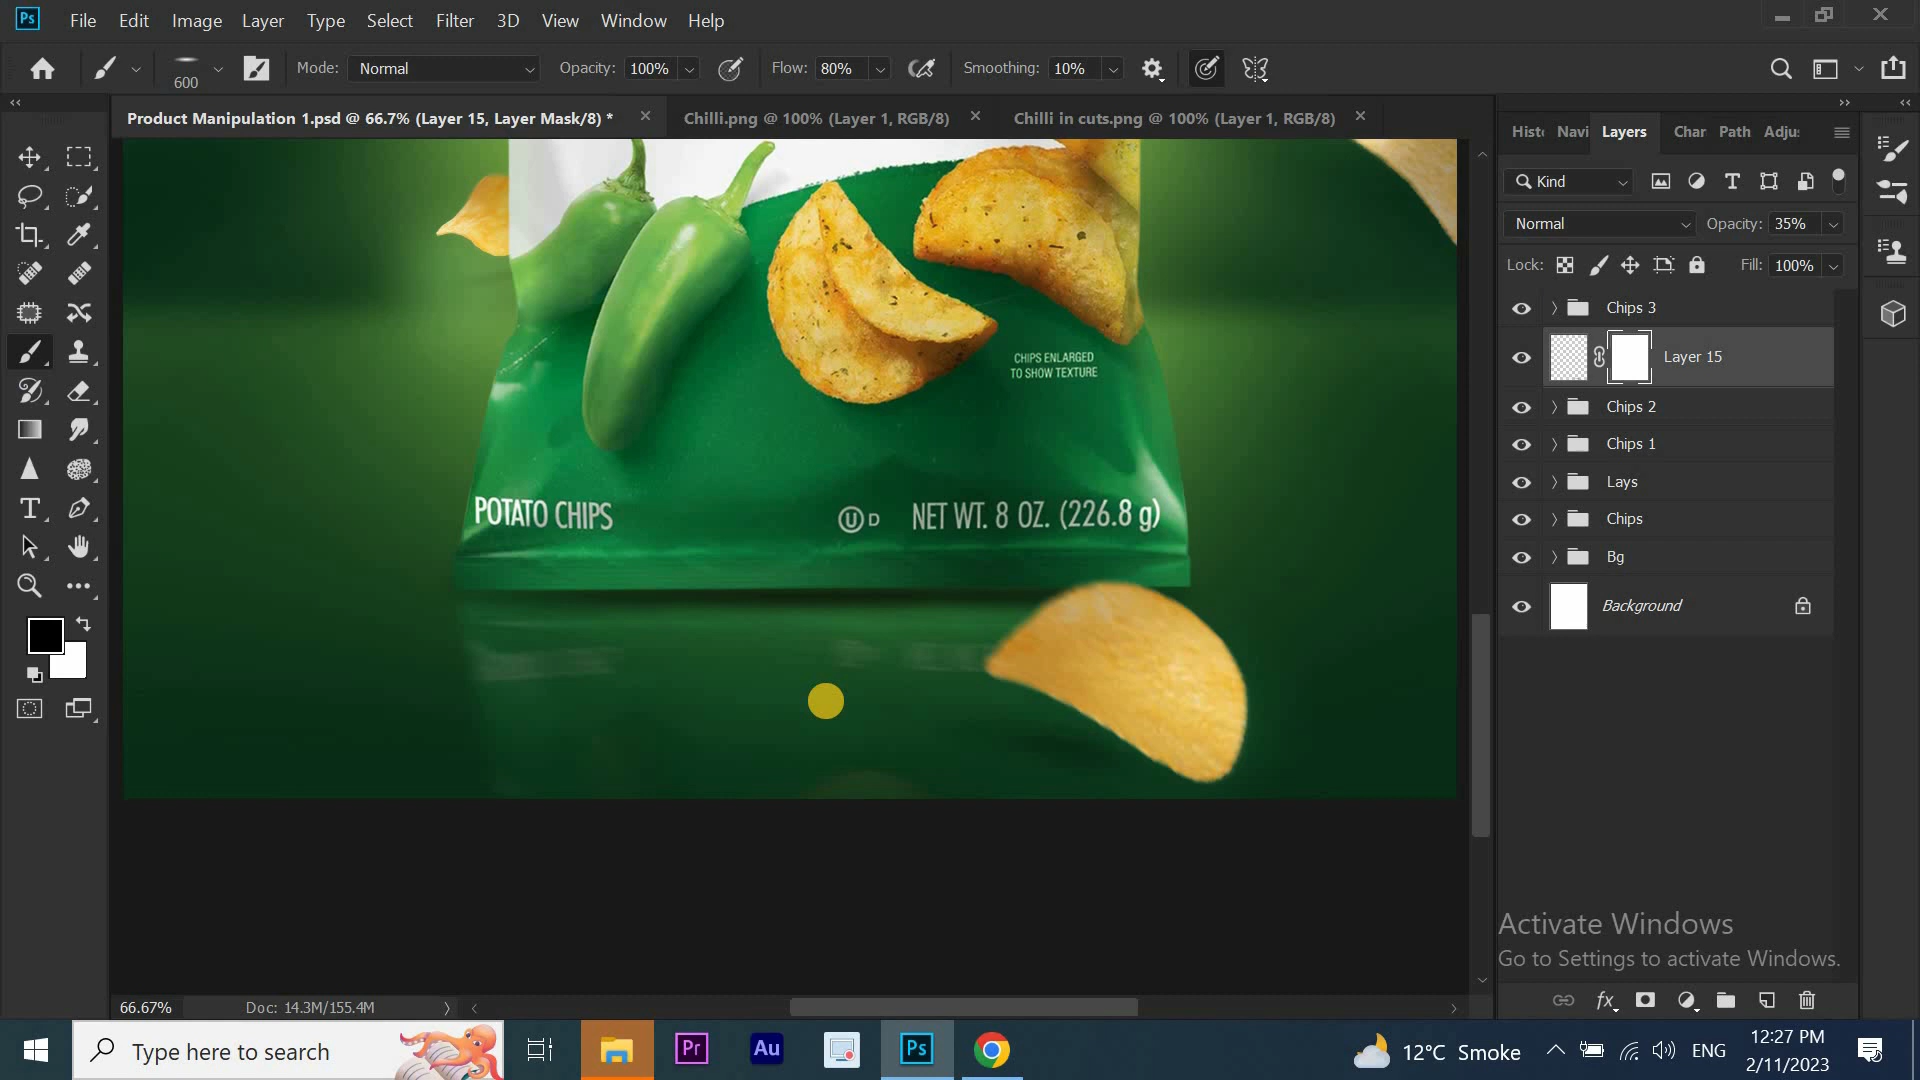 Ps File Edit Image Layer Type Select Filter 3D View Window Help
600 Mode: Normal Opacity: 100% Flow: 80% Smoothing: 10%
Product Manipulation 1.psd @ 66.7% (Layer 15, Layer Mask/8) * Chilli.png @ 100% (Layer 1, RGB/8) Chilli in cuts.png @ 100% (Layer 1, RGB/8)
Histo Navi Layers Char Path Adju:
Kind
Normal Opacity: 35%
Lock: Fill: 100%
Chips 3
Layer 15
Chips 2
Chips 1
Lays
Chips
Bg
Background
CHIPS ENLARGED
TO SHOW TEXTURE
POTATO CHIPS U D NET WT. 8 OZ. (226.8 g)
Activate Windows
Go to Settings to activate Windows.
66.67% Doc: 14.3M/155.4M
fx
Type here to search
Pr Au Ps
12°C Smoke ENG
12:27 PM
2/11/2023